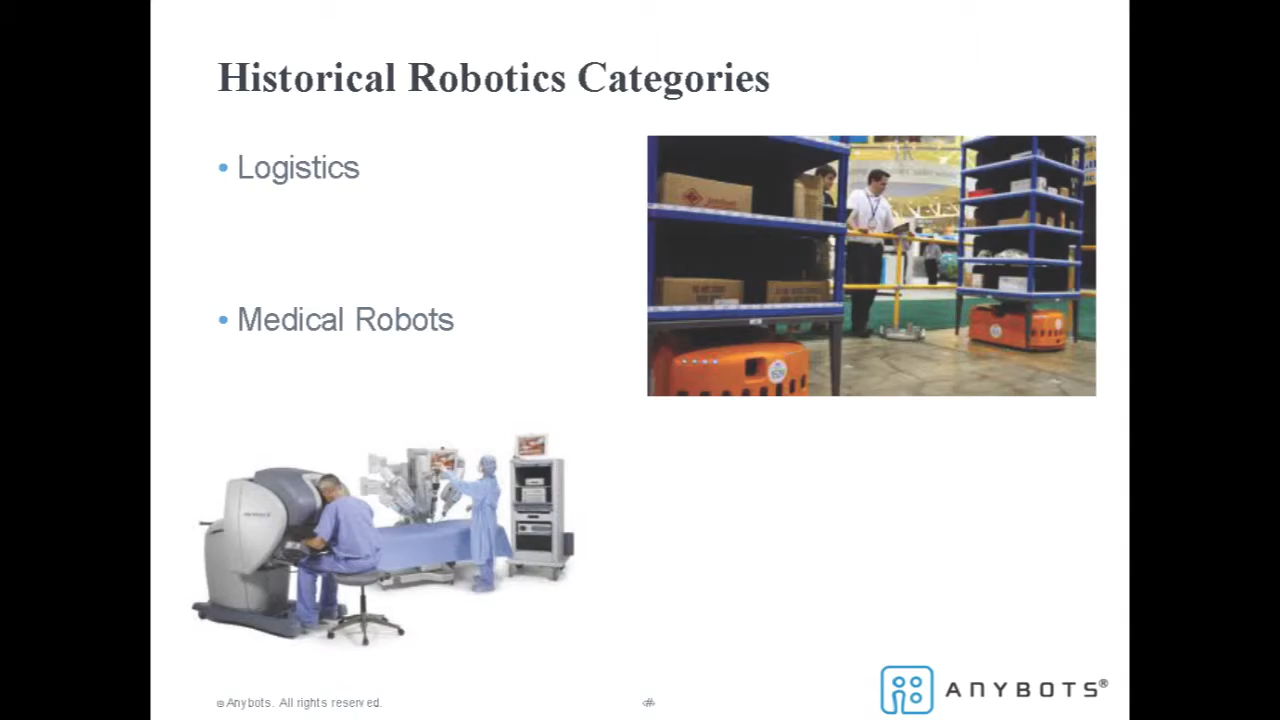 Historical Robotics Categories
• Logistics
• Medical Robots
© Anybots. All rights reserved.
‹#›
ANYBOTS®